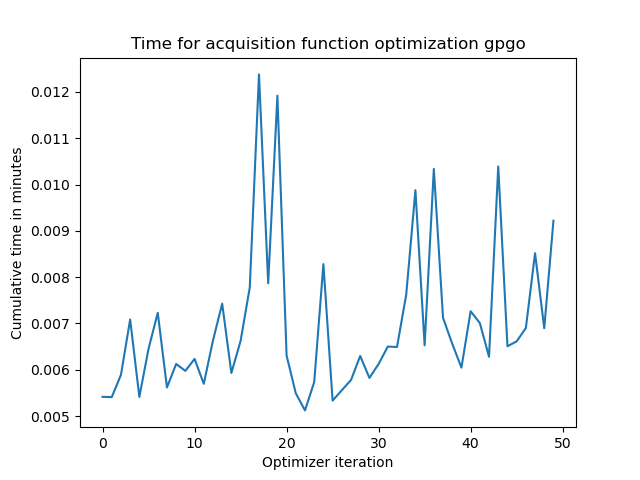 Time for acquisition function optimization gpgo
Cumulative time in minutes
0.012
0.011
0.010
0.009
0.008
0.007
0.006
0.005
0 10 20 30 40 50
Optimizer iteration